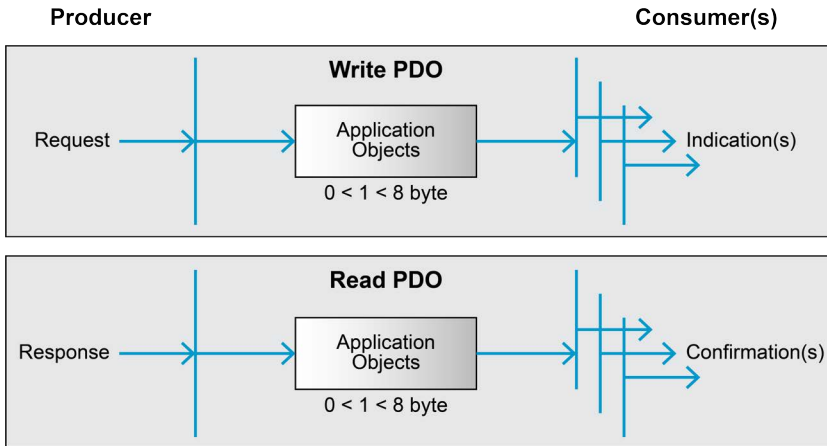 Producer
Consumer(s)
Write PDO
Request
Application
Objects
Indication(s)
0 < 1 < 8 byte
Read PDO
Response
Application
Objects
Confirmation(s)
0 < 1 < 8 byte